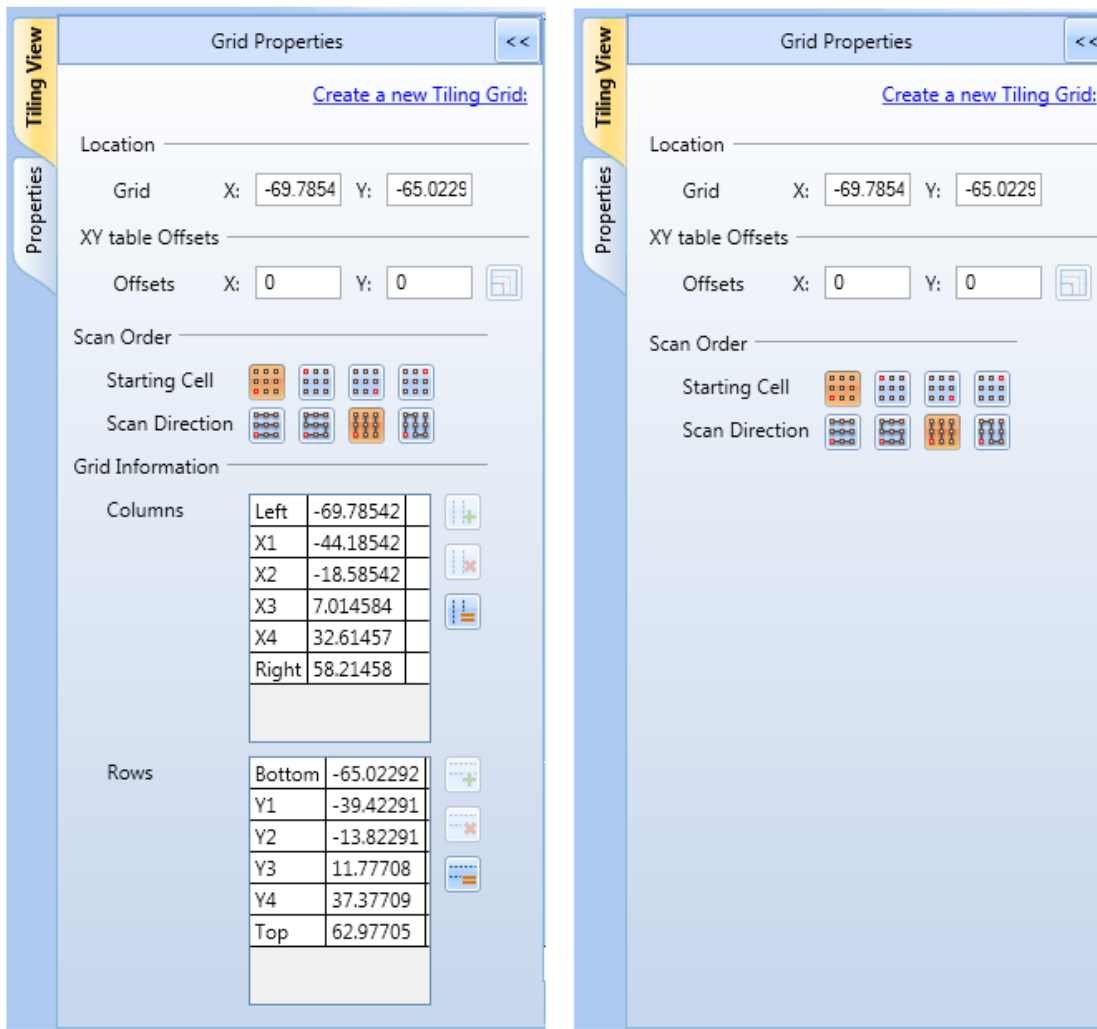 Tiling View
Properties
Grid Properties <<
Create a new Tiling Grid:
Location
Grid X: -69.7854 Y: -65.0229
XY table Offsets
Offsets X: 0 Y: 0
Scan Order
Starting Cell
Scan Direction
Grid Information
Columns
Left -69.78542
X1 -44.18542
X2 -18.58542
X3 7.014584
X4 32.61457
Right 58.21458
Rows
Bottom -65.02292
Y1 -39.42291
Y2 -13.82291
Y3 11.77708
Y4 37.37709
Top 62.97705
Tiling View
Properties
Grid Properties <<
Create a new Tiling Grid:
Location
Grid X: -69.7854 Y: -65.0229
XY table Offsets
Offsets X: 0 Y: 0
Scan Order
Starting Cell
Scan Direction